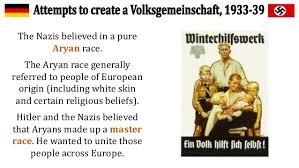 Attempts to create a Volksgemeinschaft, 1933-39
The Nazis believed in a pure
Aryan race.
The Aryan race generally
referred to people of European
origin (including white skin
and certain religious beliefs).
Hitler and the Nazis believed
that Aryans made up a master
race. He wanted to unite those
people across Europe.
Winterhilfswerk
Ein Volk hilft sich selbst!